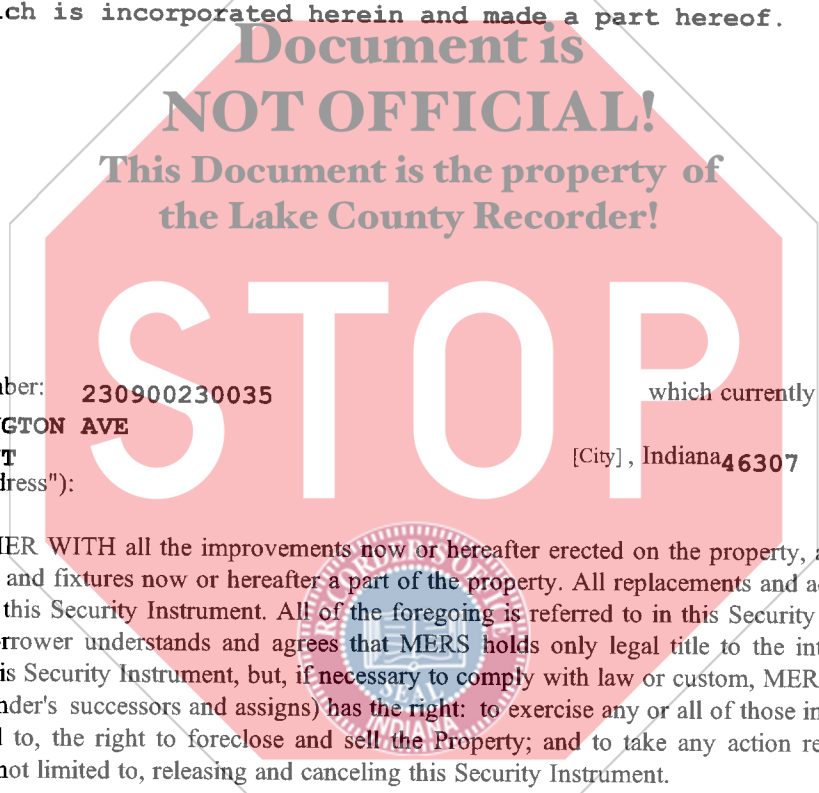 ch is incorporated herein and made a part hereof.
Document is
NOT OFFICIAL!
This Document is the property of
the Lake County Recorder!
STOP
ber: 230900230035 which currently
GTON AVE
T [City] , Indiana46307
dress"):
ER WITH all the improvements now or hereafter erected on the property, a
and fixtures now or hereafter a part of the property. All replacements and a
this Security Instrument. All of the foregoing is referred to in this Security
rrower understands and agrees that MERS holds only legal title to the int
is Security Instrument, but, if necessary to comply with law or custom, MER
nder's successors and assigns) has the right: to exercise any or all of those in
l to, the right to foreclose and sell the Property; and to take any action re
not limited to, releasing and canceling this Security Instrument.
RECORDER'S OFFICE
SEAL
INDIANA